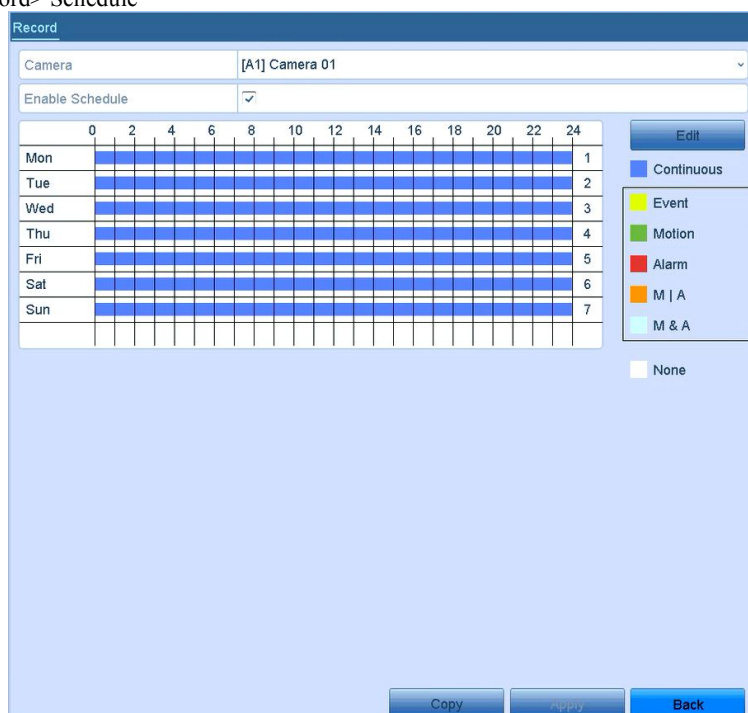 ord> Schedule
Record
Camera [A1] Camera 01
Enable Schedule
0 2 4 6 8 10 12 14 16 18 20 22 24 Edit
Mon 1 Continuous
Tue 2
Wed 3 Event
Thu 4 Motion
Fri 5 Alarm
Sat 6 M | A
Sun 7 M & A
None
Copy Apply Back